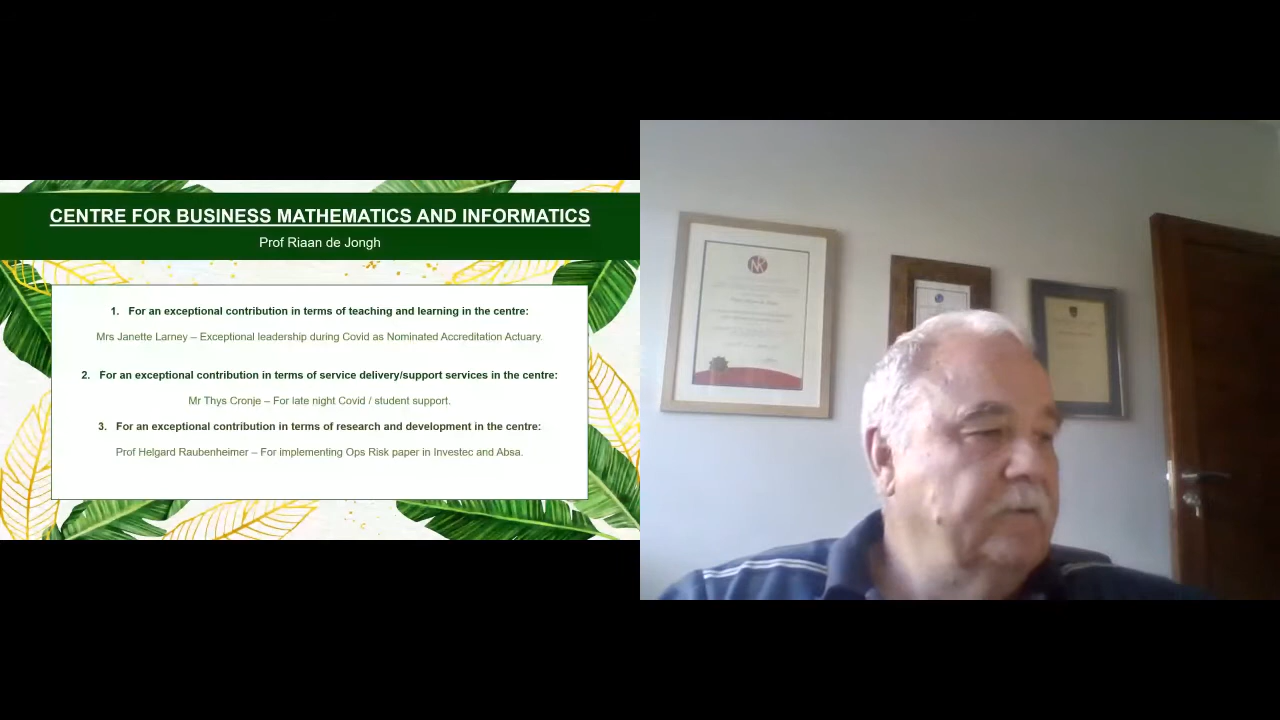 CENTRE FOR BUSINESS MATHEMATICS AND INFORMATICS
Prof Riaan de Jongh
1. For an exceptional contribution in terms of teaching and learning in the centre:
Mrs Janette Larney – Exceptional leadership during Covid as Nominated Accreditation Actuary.
2. For an exceptional contribution in terms of service delivery/support services in the centre:
Mr Thys Cronje – For late night Covid / student support.
3. For an exceptional contribution in terms of research and development in the centre:
Prof Helgard Raubenheimer – For implementing Ops Risk paper in Investec and Absa.